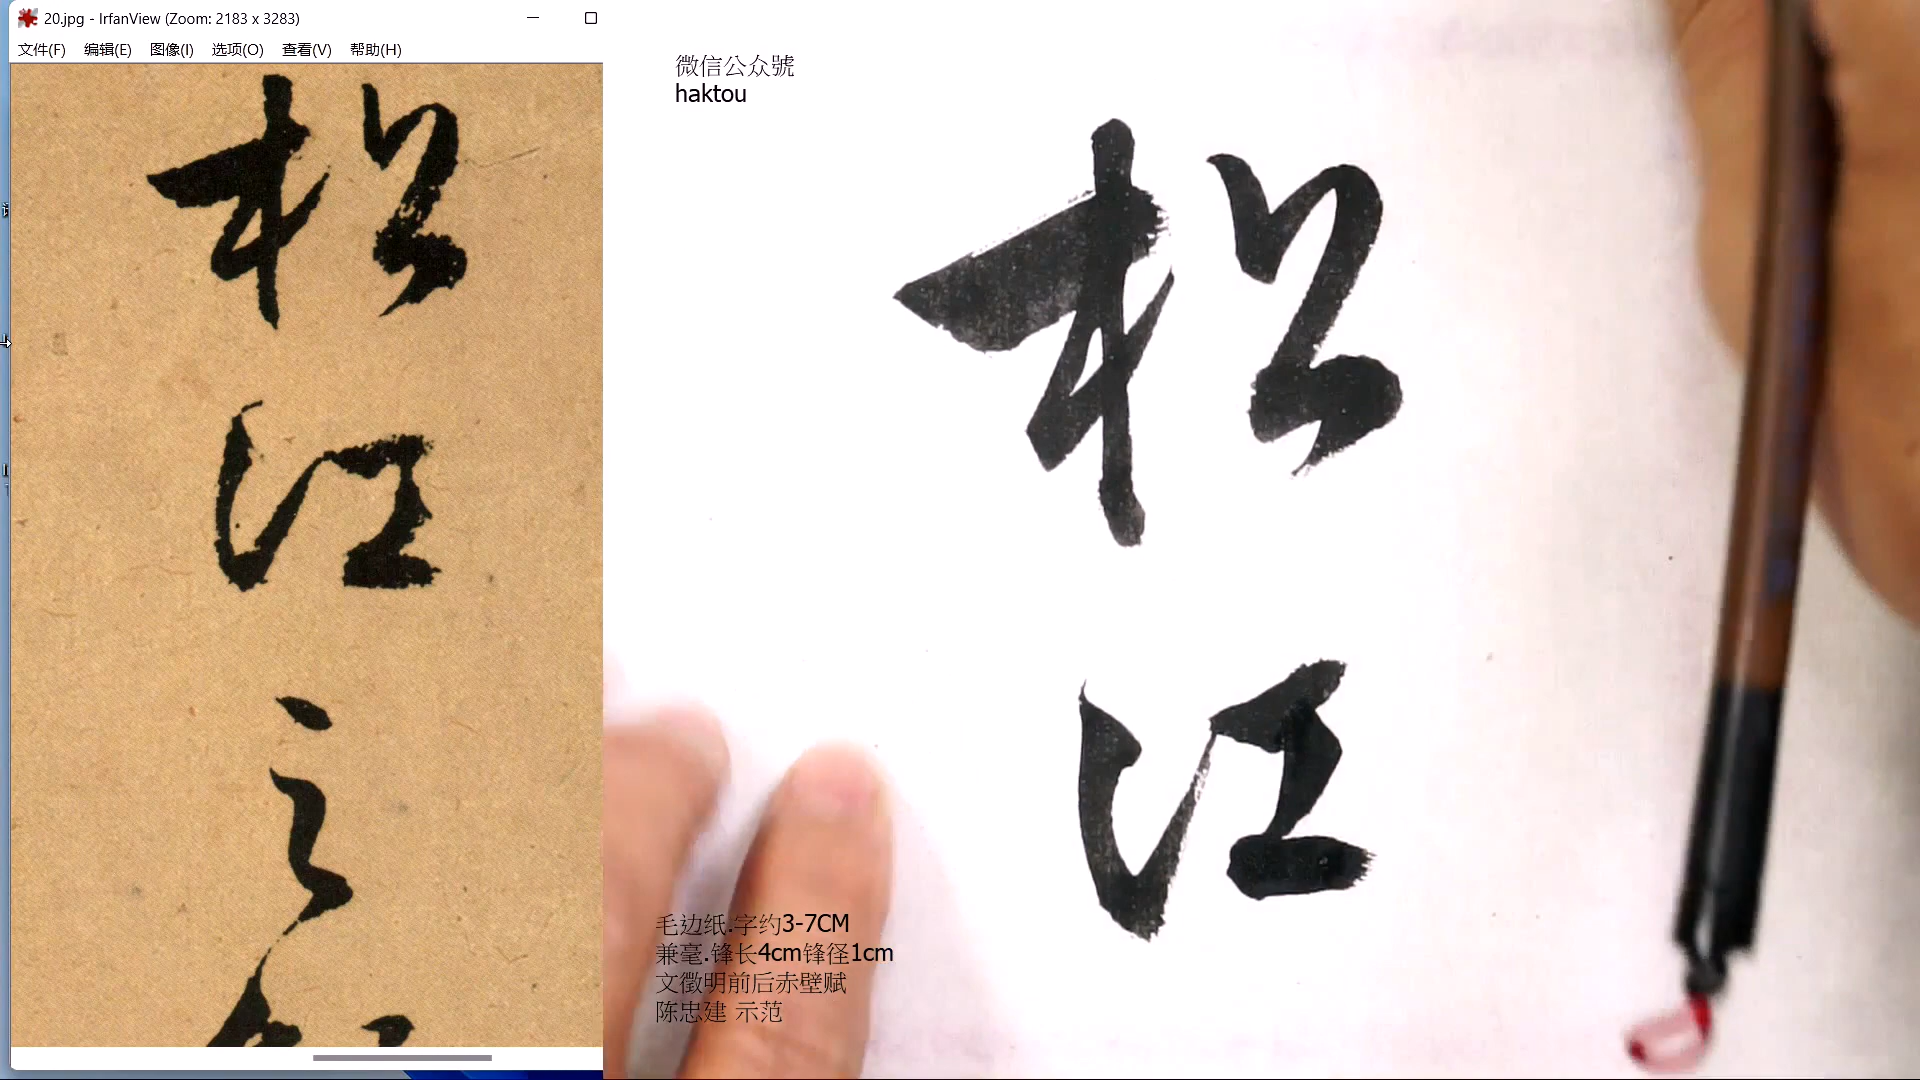 20.jpg - IrfanView (Zoom: 2183 x 3283)
文件(F) 编辑(E) 图像(I) 选项(O) 查看(V) 帮助(H)
松
江
之
微信公众號
haktou
松
江
毛边纸.字约3-7CM
兼毫.锋长4cm锋径1cm
文徵明前后赤壁赋
陈忠建 示范